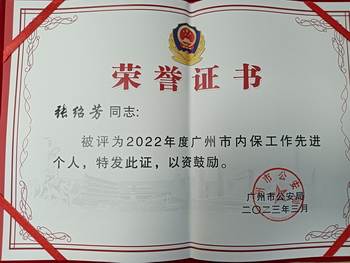 荣誉证书
张绍芳 同志:
被评为2022年度广州市内保工作先进
个人，特发此证，以资鼓励。
广州市公安局
二〇二三年三月